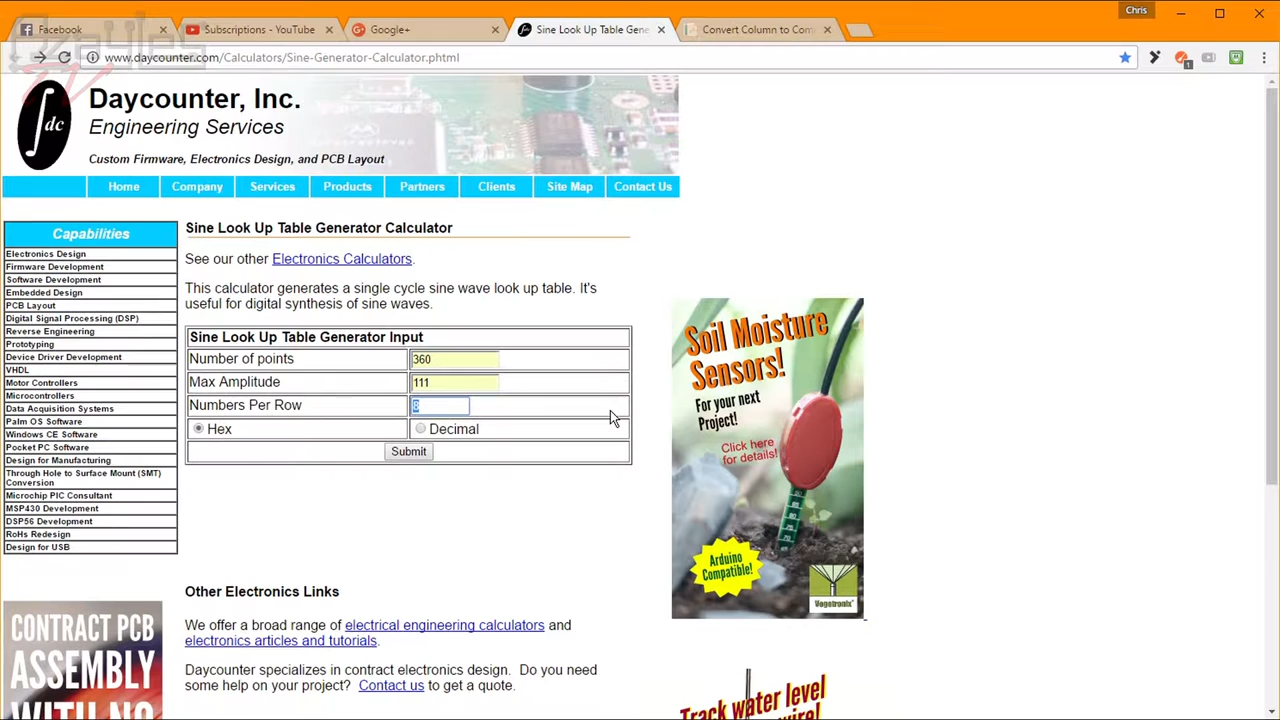 Chris
Facebook
Subscriptions - YouTube
Google+
Sine Look Up Table Gene
Convert Column to Com
www.daycounter.com/Calculators/Sine-Generator-Calculator.phtml
1
dc
Daycounter, Inc.
Engineering Services
Custom Firmware, Electronics Design, and PCB Layout
Home
Company
Services
Products
Partners
Clients
Site Map
Contact Us
Capabilities
Electronics Design
Firmware Development
Software Development
Embedded Design
PCB Layout
Digital Signal Processing (DSP)
Reverse Engineering
Prototyping
Device Driver Development
VHDL
Motor Controllers
Microcontrollers
Data Acquisition Systems
Palm OS Software
Windows CE Software
Pocket PC Software
Design for Manufacturing
Through Hole to Surface Mount (SMT)
Conversion
Microchip PIC Consultant
MSP430 Development
DSP56 Development
RoHs Redesign
Design for USB
CONTRACT PCB
ASSEMBLY
WITH NO
Sine Look Up Table Generator Calculator
See our other Electronics Calculators.
This calculator generates a single cycle sine wave look up table. It's
useful for digital synthesis of sine waves.
Sine Look Up Table Generator Input
Number of points 360
Max Amplitude 111
Numbers Per Row 8
Hex Decimal
Submit
Other Electronics Links
We offer a broad range of electrical engineering calculators and
electronics articles and tutorials.
Daycounter specializes in contract electronics design. Do you need
some help on your project? Contact us to get a quote.
Soil Moisture
Sensors!
For your next
Project!
Click here
for details!
Arduino
Compatible!
Vegetronix
Track water level